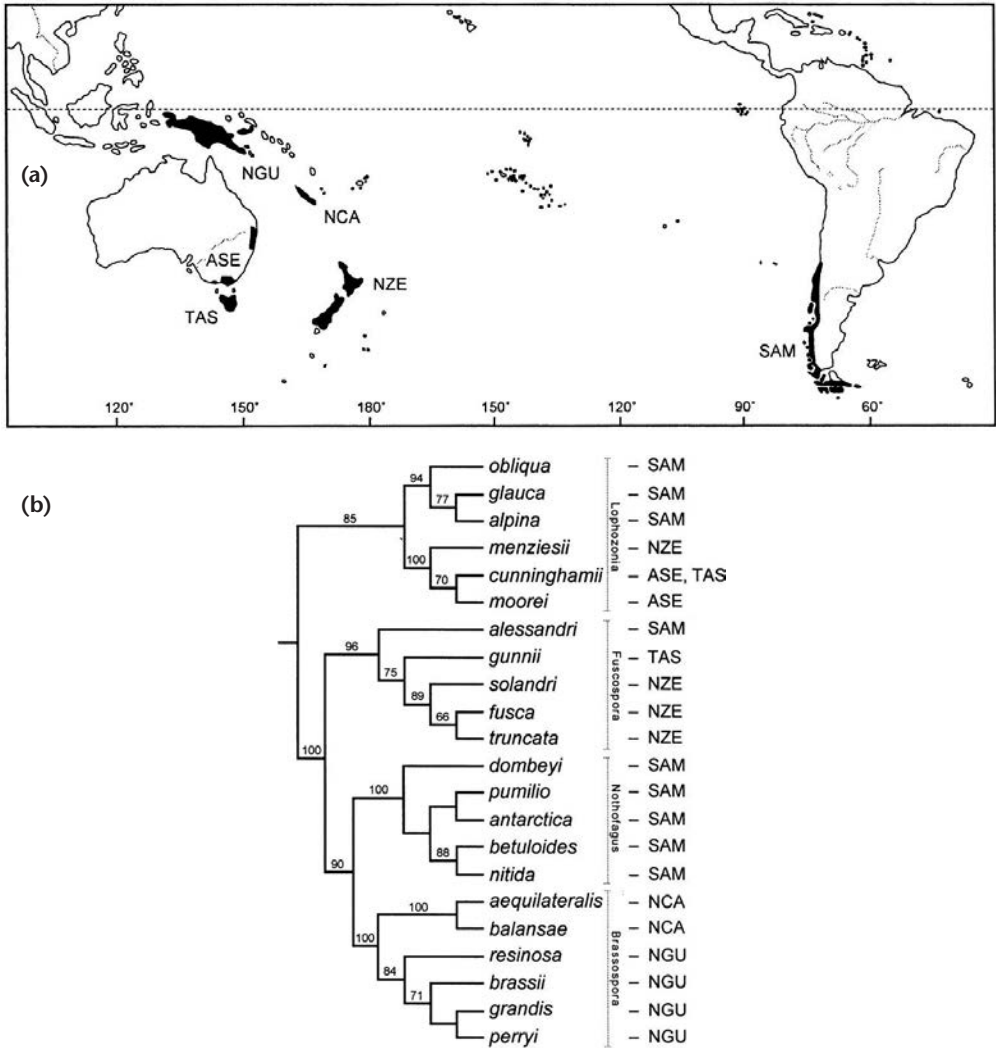 (a)
NGU
NCA
ASE
NZE
TAS
SAM
120° 150° 180° 150° 120° 90° 60°
(b)
obliqua – SAM
94
glauca – SAM
77
alpina – SAM
85
menziesii – NZE
100
cunninghamii – ASE, TAS
70
moorei – ASE
Lophozonia
alessandri – SAM
96
gunnii – TAS
75
solandri – NZE
89
fusca – NZE
66
truncata – NZE
Fuscospora
100
dombeyi – SAM
100
pumilio – SAM
antarctica – SAM
betuloides – SAM
88
nitida – SAM
Nothofagus
90
aequilateralis – NCA
100
balansae – NCA
100
resinosa – NGU
84
brassii – NGU
71
grandis – NGU
perryi – NGU
Brassospora